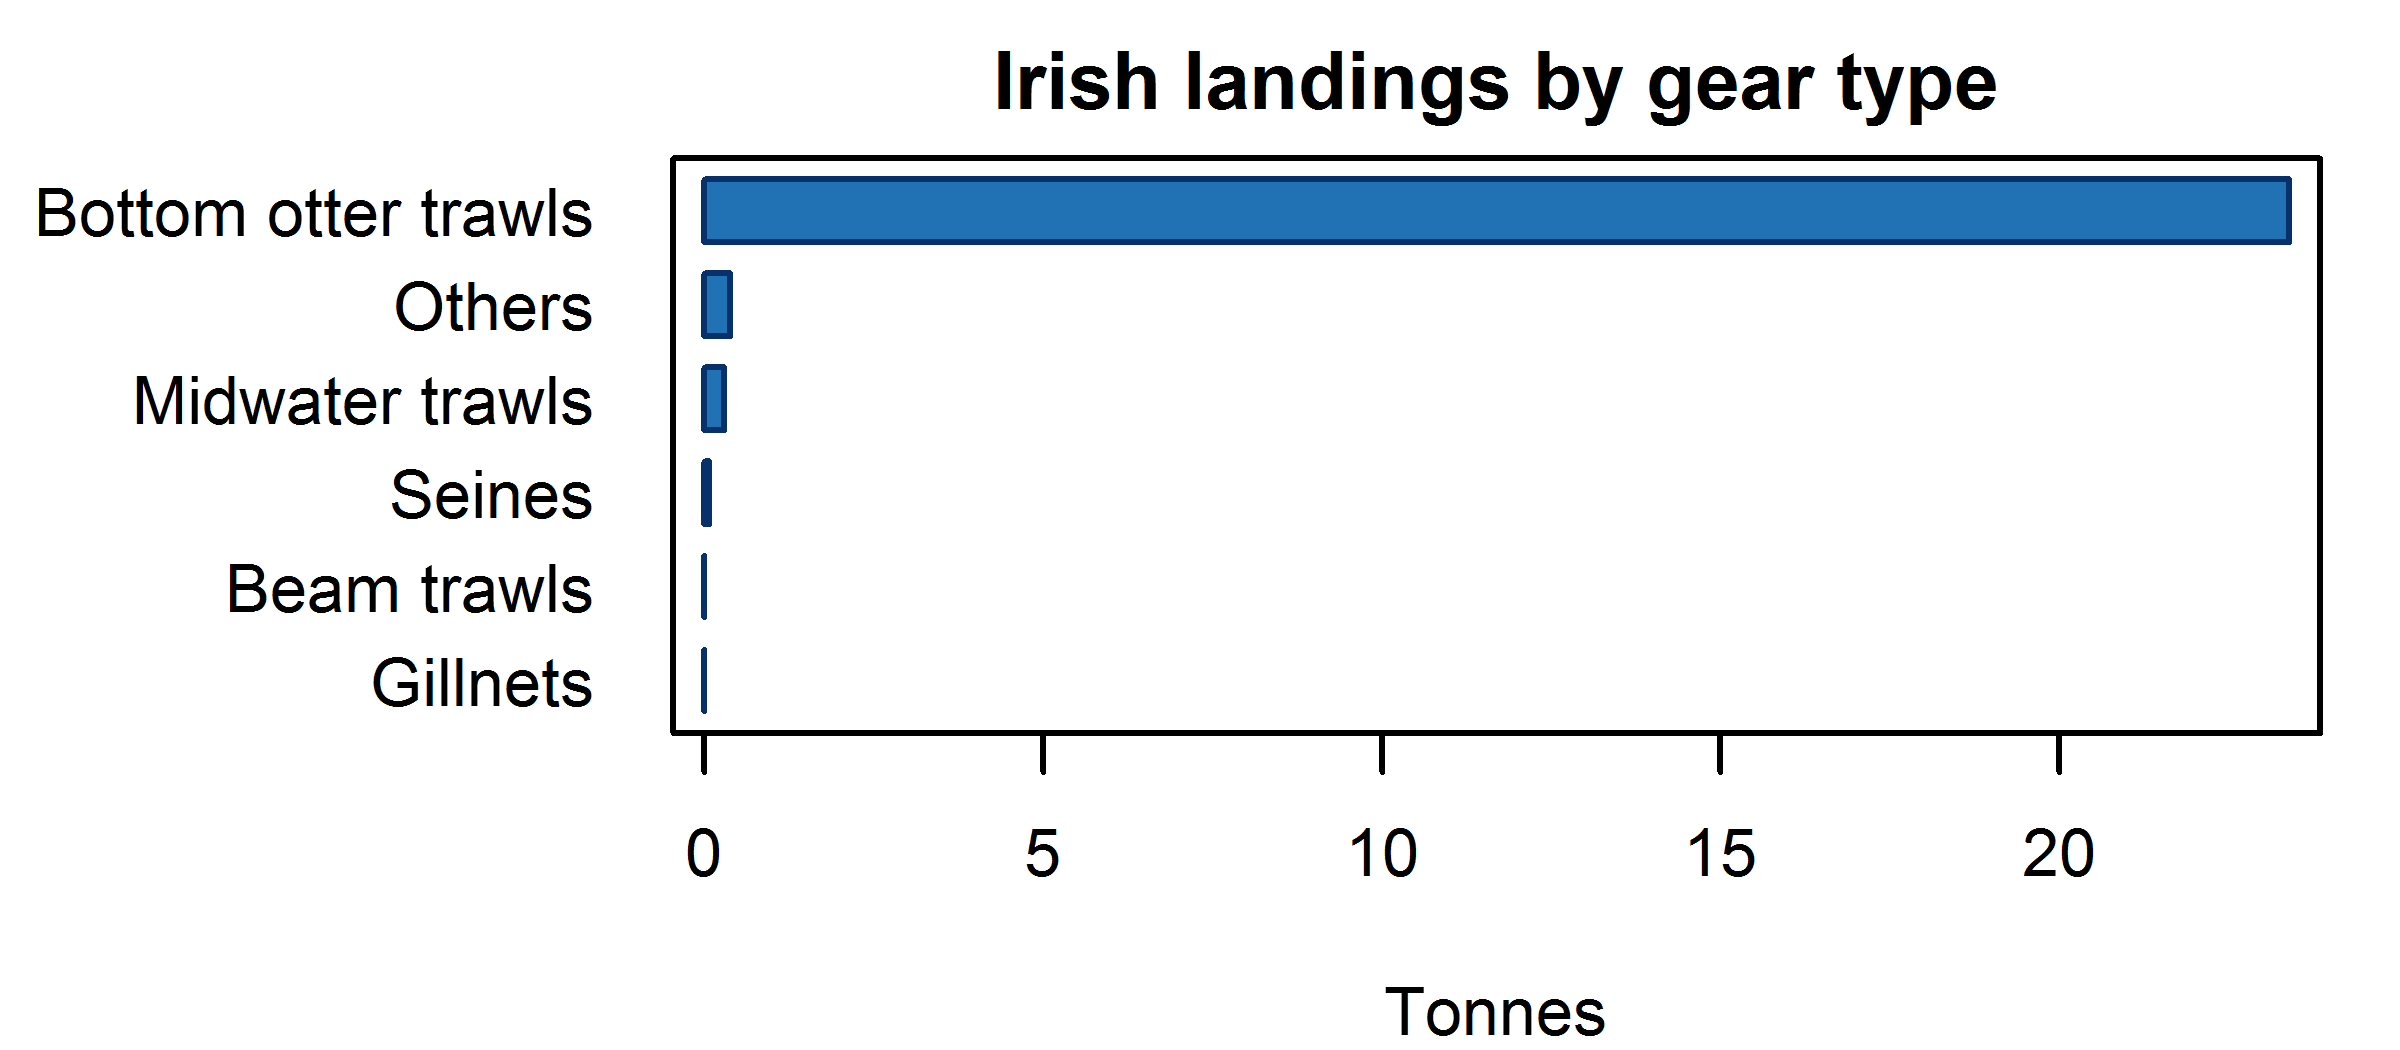 Irish landings by gear type
Bottom otter trawls
Others
Midwater trawls
Seines
Beam trawls
Gillnets
0 5 10 15 20
Tonnes